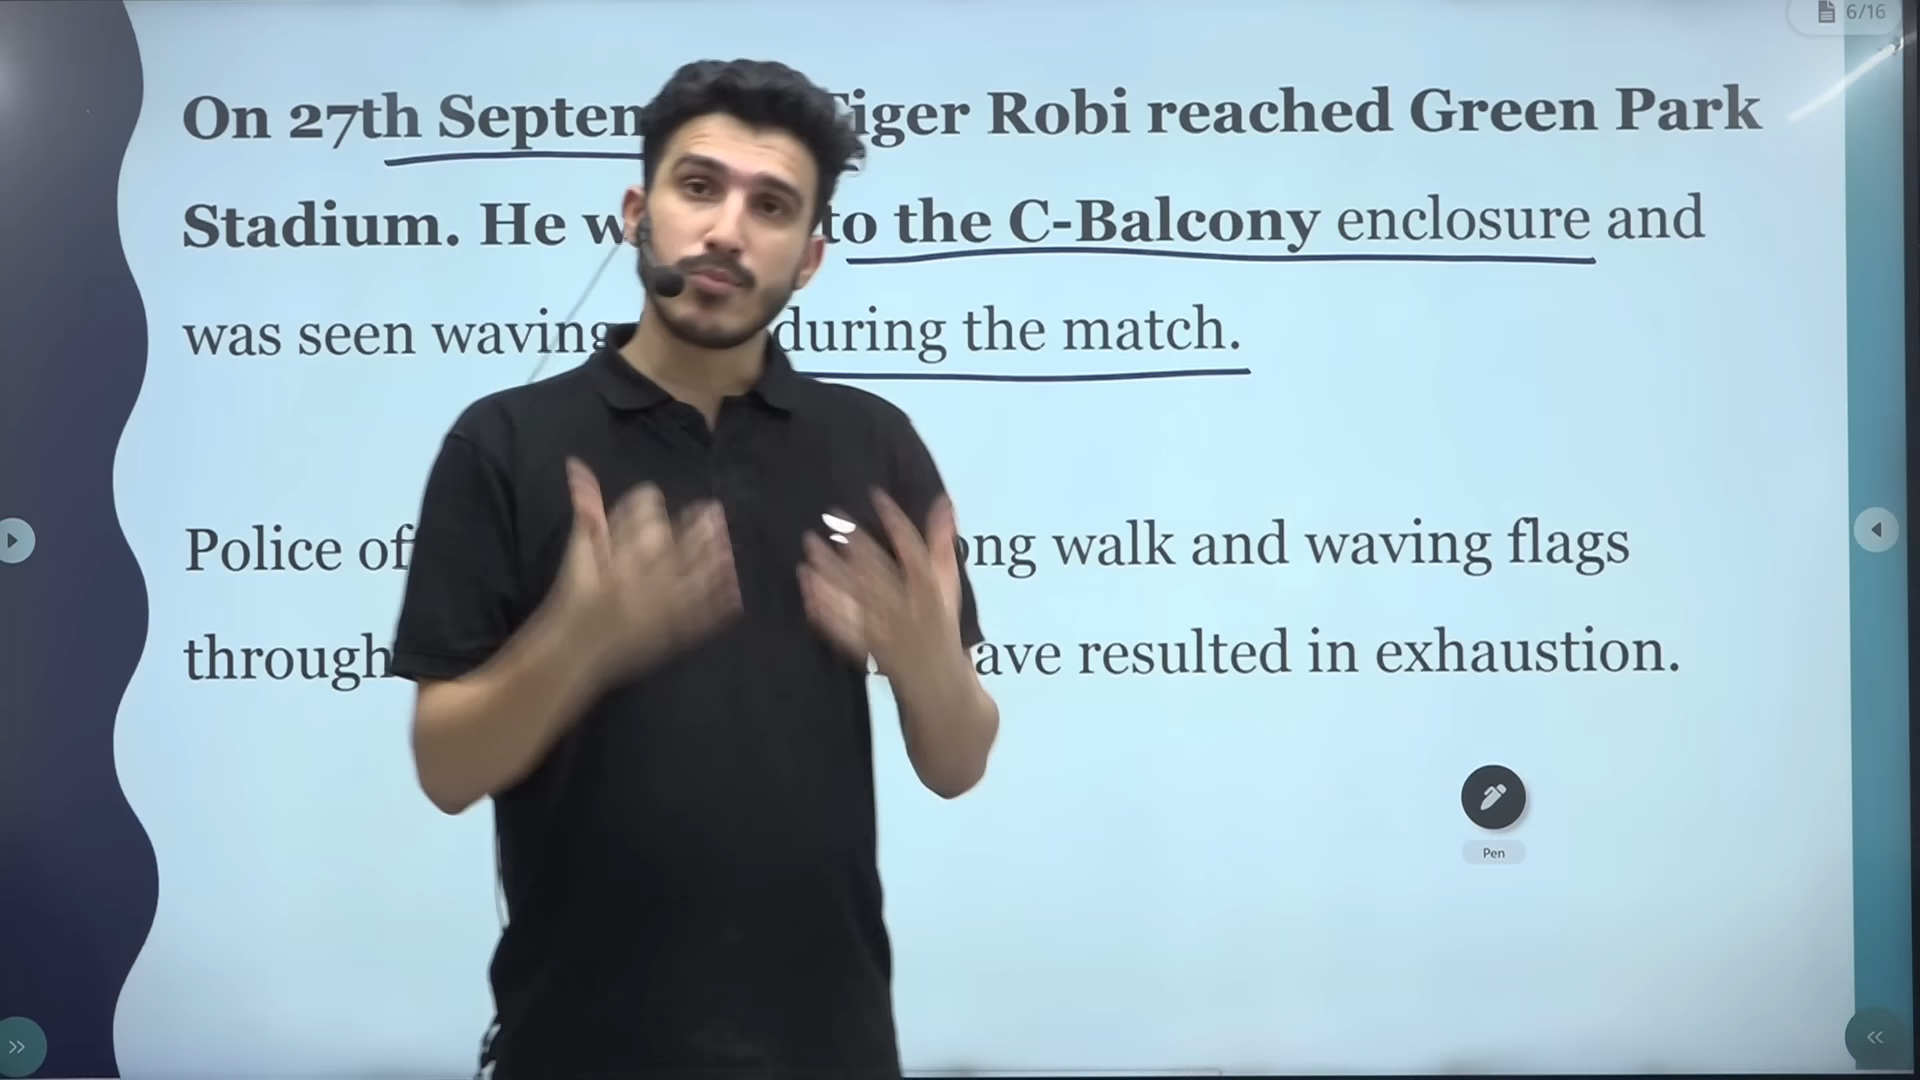 6/16
On 27th Septem Tiger Robi reached Green Park
Stadium. He w to the C-Balcony enclosure and
was seen waving during the match.
Police of ong walk and waving flags
through ave resulted in exhaustion.
Pen